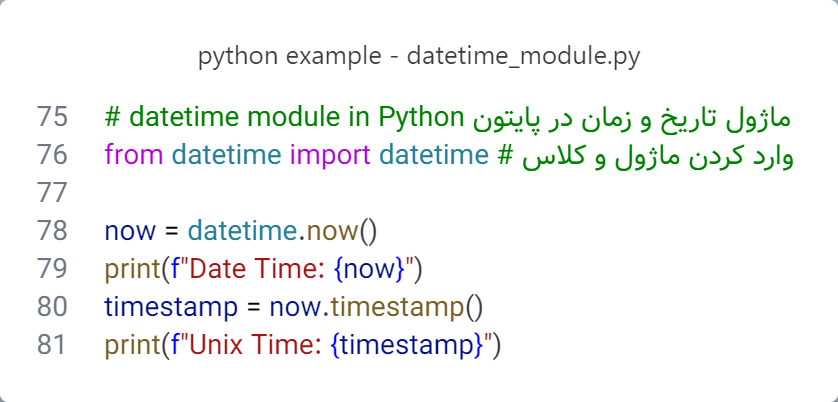 python example - datetime_module.py
75 # datetime module in Python ماژول تاریخ و زمان در پایتون
76 from datetime import datetime # وارد کردن ماژول و کلاس
77
78 now = datetime.now()
79 print(f"Date Time: {now}")
80 timestamp = now.timestamp()
81 print(f"Unix Time: {timestamp}")